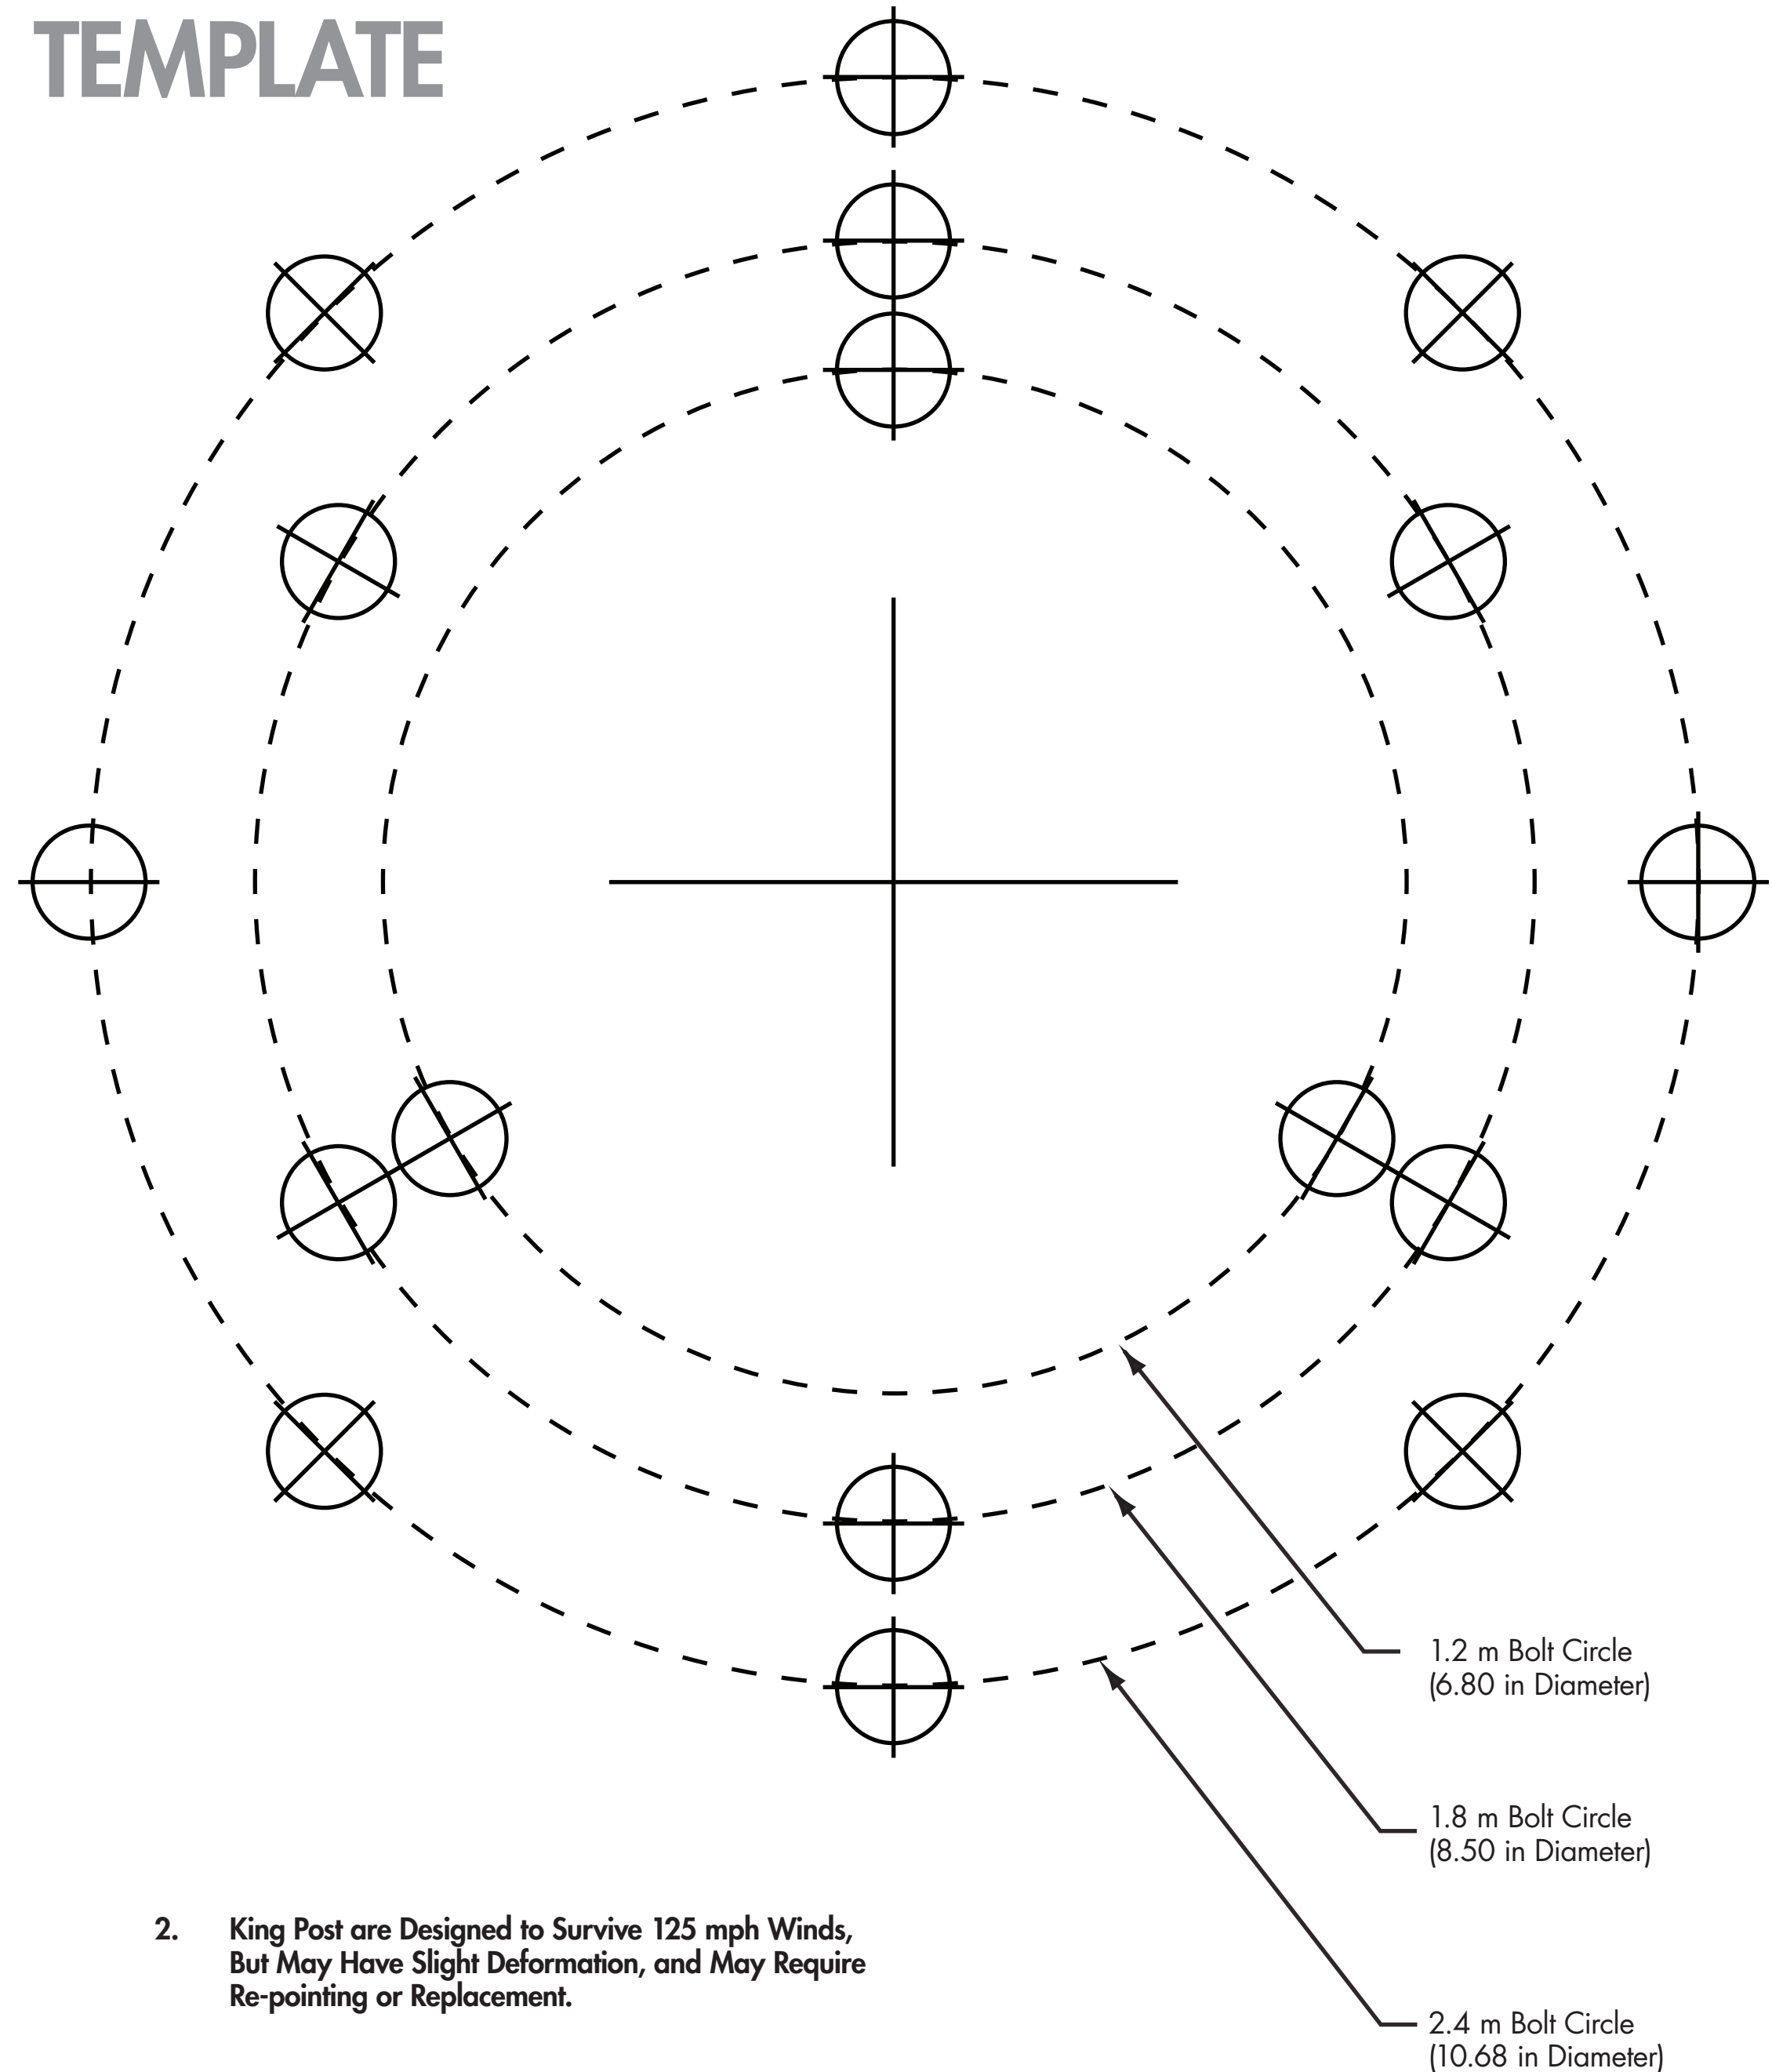 TEMPLATE
1.2 m Bolt Circle
(6.80 in Diameter)
1.8 m Bolt Circle
(8.50 in Diameter)
2. King Post are Designed to Survive 125 mph Winds,
But May Have Slight Deformation, and May Require
Re-pointing or Replacement.
2.4 m Bolt Circle
(10.68 in Diameter)